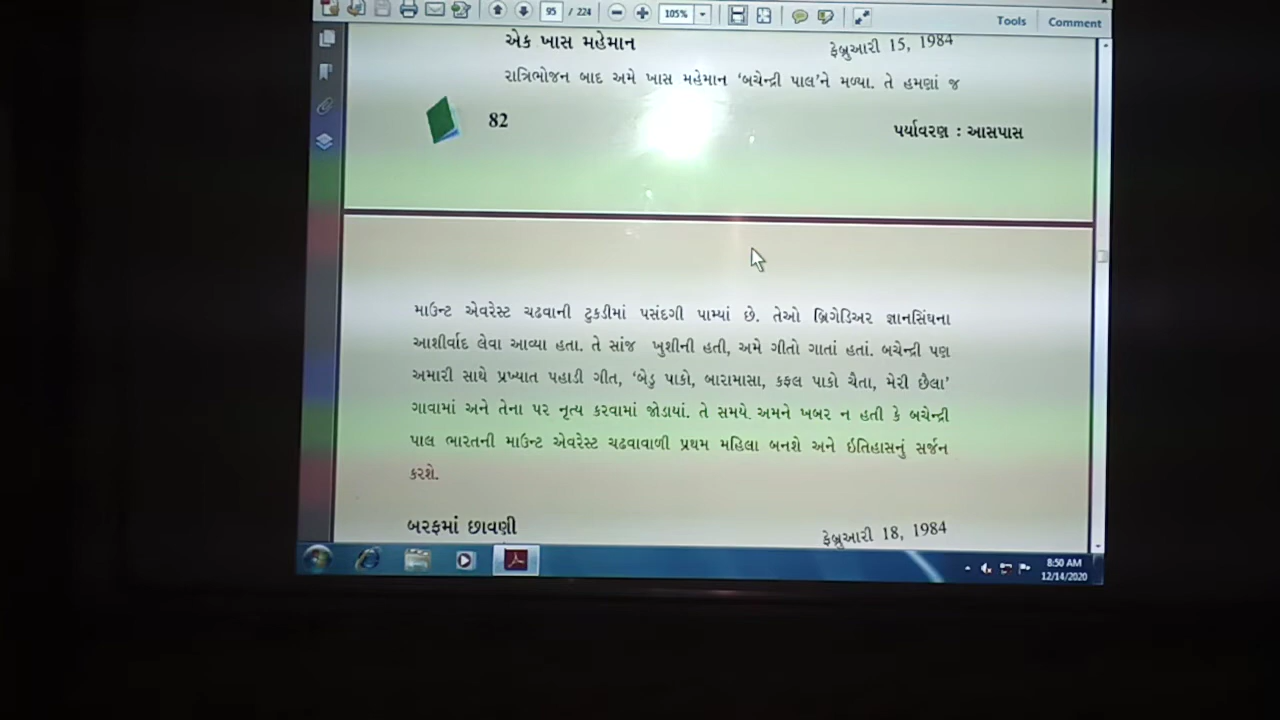 95 / 224
105%
Tools
Comment
એક ખાસ મહેમાન
ફેબ્રુઆરી 15, 1984
રાત્રિભોજન બાદ અમે ખાસ મહેમાન ‘બચેન્દ્રી પાલ’ને મળ્યા. તે હમણાં જ
82
પર્યાવરણ : આસપાસ
માઉન્ટ એવરેસ્ટ ચઢવાની ટુકડીમાં પસંદગી પામ્યાં છે. તેઓ બ્રિગેડિઅર જ્ઞાનસિંઘના
આશીર્વાદ લેવા આવ્યા હતા. તે સાંજ ખુશીની હતી, અમે ગીતો ગાતાં હતાં. બચેન્દ્રી પણ
અમારી સાથે પ્રખ્યાત પહાડી ગીત, ‘બેડુ પાકો, બારામાસા, કફલ પાકો ચૈતા, મેરી છૈલા’
ગાવામાં અને તેના પર નૃત્ય કરવામાં જોડાયાં. તે સમયે અમને ખબર ન હતી કે બચેન્દ્રી
પાલ ભારતની માઉન્ટ એવરેસ્ટ ચઢવાવાળી પ્રથમ મહિલા બનશે અને ઇતિહાસનું સર્જન
કરશે.
બરફમાં છાવણી
ફેબ્રુઆરી 18, 1984
8:50 AM
12/14/2020